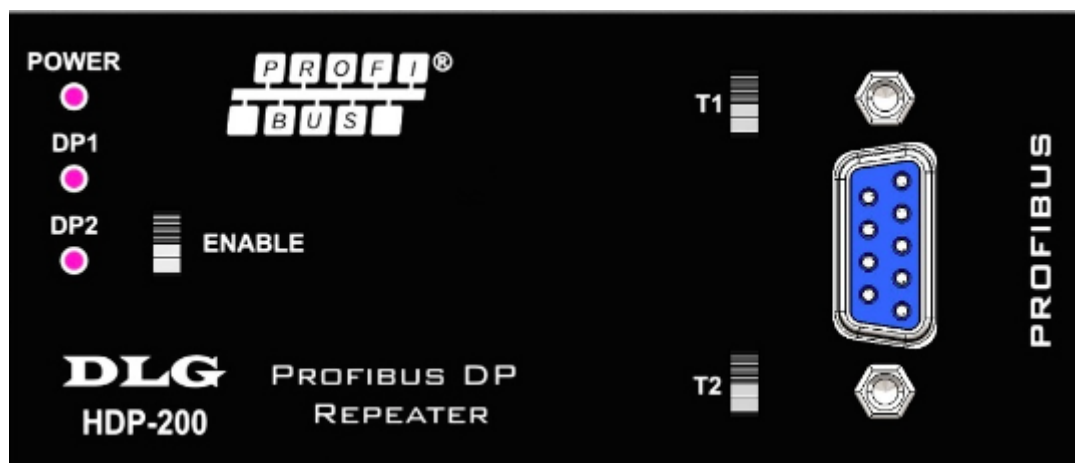 POWER
DP1
DP2
PROFI®
BUS
ENABLE
T1
T2
PROFIBUS
DLG
HDP-200
PROFIBUS DP
REPEATER